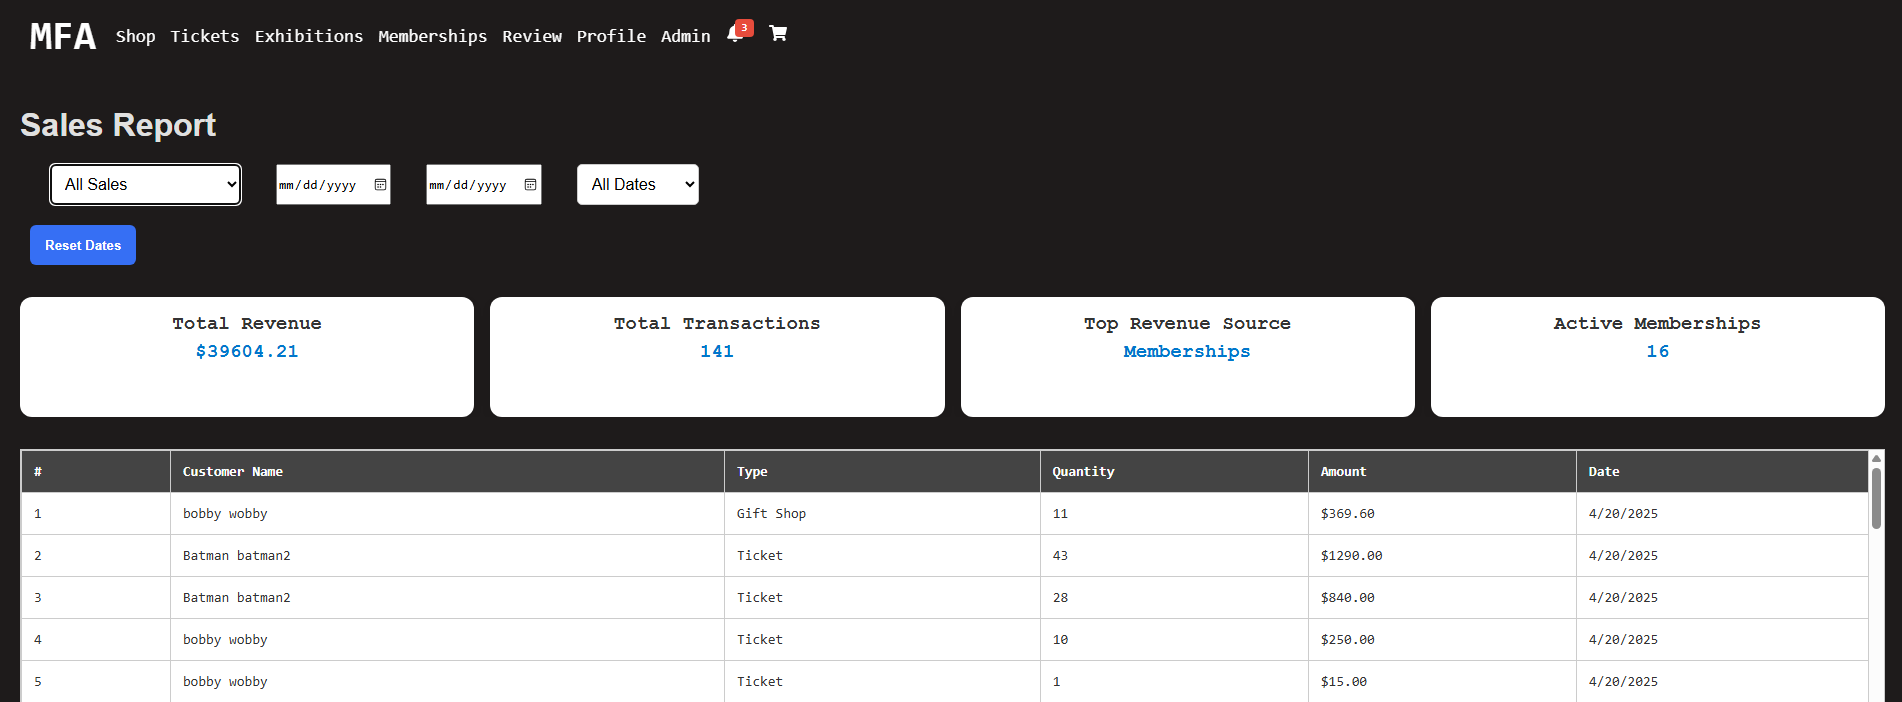 MFA Shop Tickets Exhibitions Memberships Review Profile Admin 3
Sales Report
All Sales mm/dd/yyyy mm/dd/yyyy All Dates
Reset Dates
Total Revenue
$39604.21
Total Transactions
141
Top Revenue Source
Memberships
Active Memberships
16
# Customer Name Type Quantity Amount Date
1 bobby wobby Gift Shop 11 $369.60 4/20/2025
2 Batman batman2 Ticket 43 $1290.00 4/20/2025
3 Batman batman2 Ticket 28 $840.00 4/20/2025
4 bobby wobby Ticket 10 $250.00 4/20/2025
5 bobby wobby Ticket 1 $15.00 4/20/2025